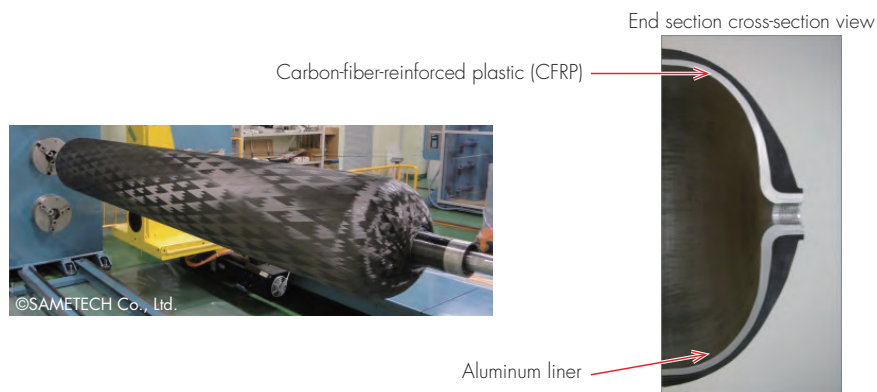 End section cross-section view
Carbon-fiber-reinforced plastic (CFRP)
©SAMETECH Co., Ltd.
Aluminum liner